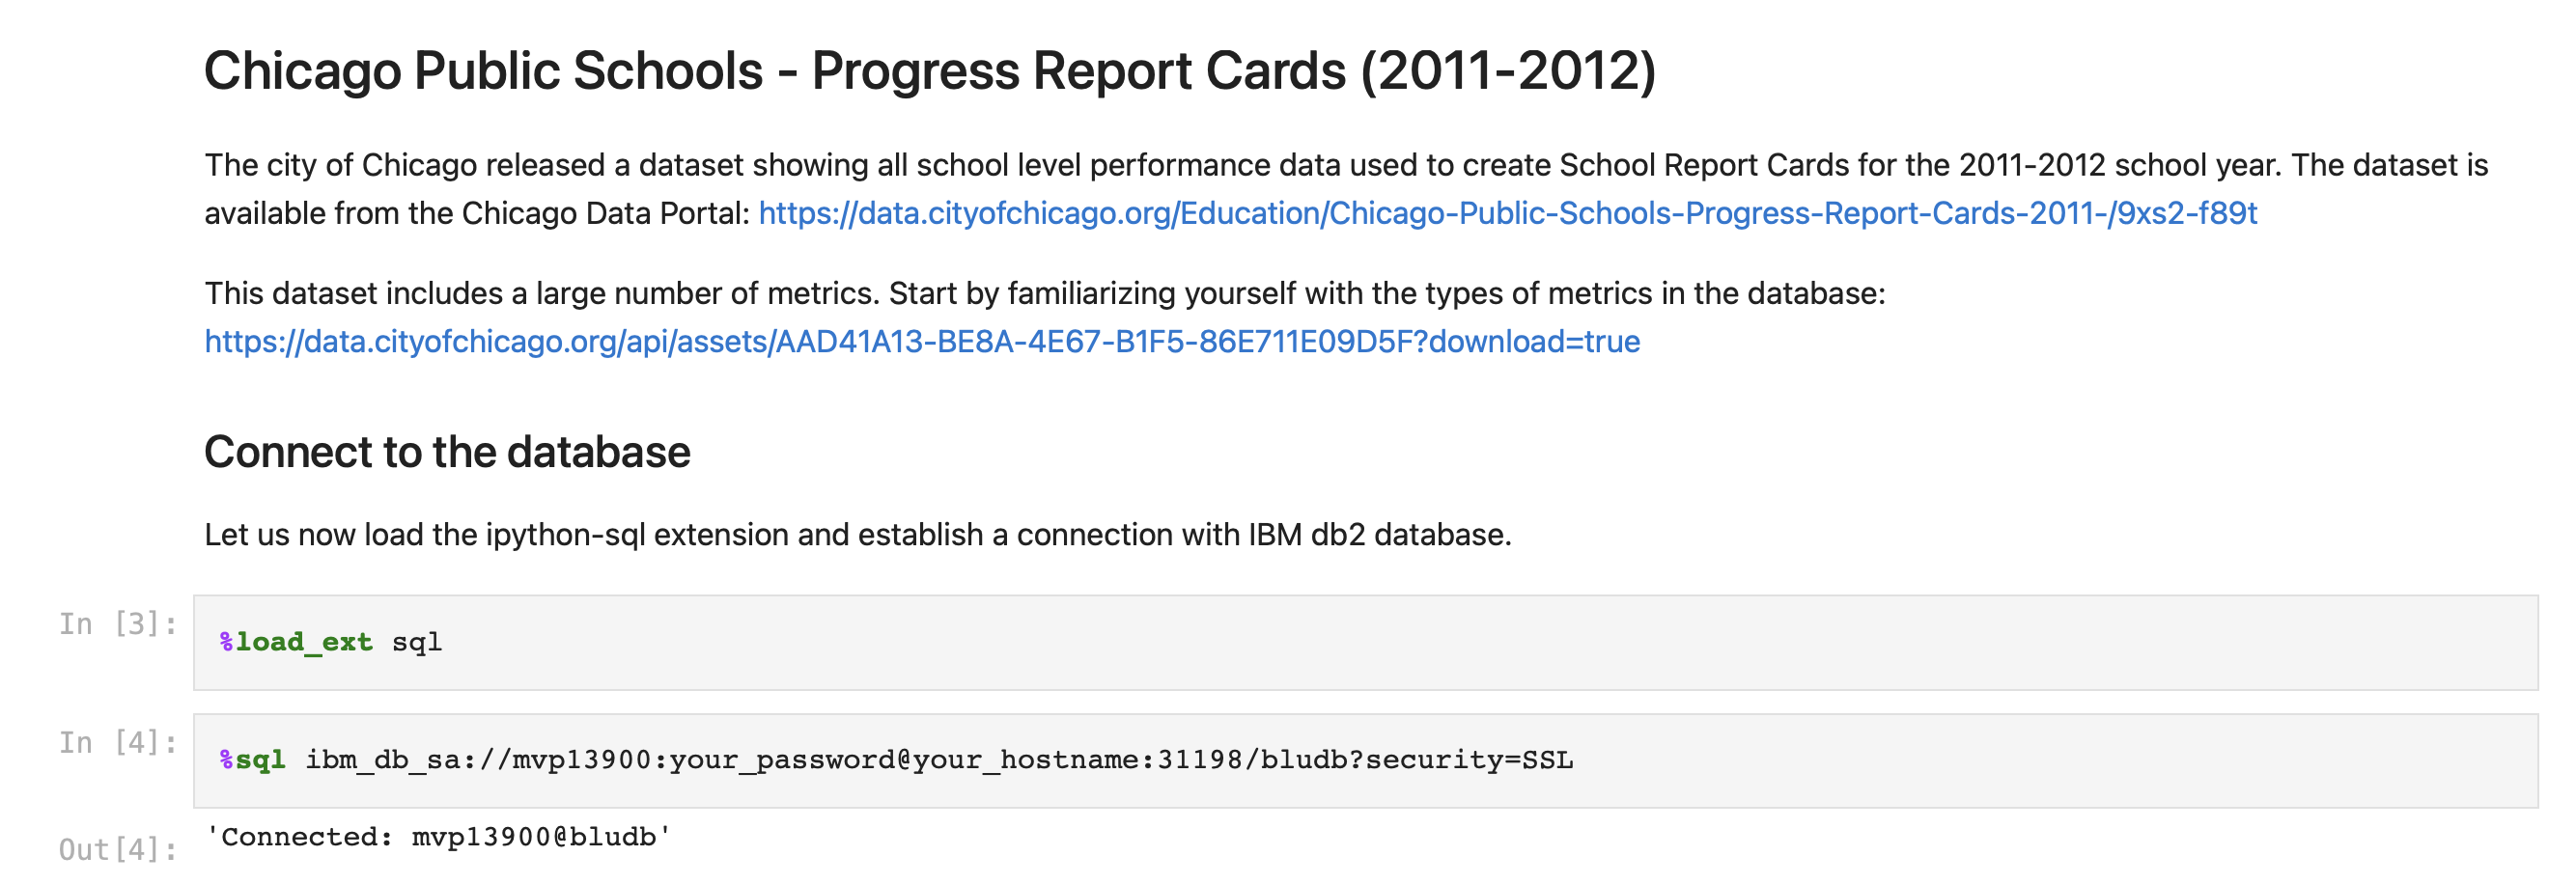 Chicago Public Schools - Progress Report Cards (2011-2012)
The city of Chicago released a dataset showing all school level performance data used to create School Report Cards for the 2011-2012 school year. The dataset is
available from the Chicago Data Portal: https://data.cityofchicago.org/Education/Chicago-Public-Schools-Progress-Report-Cards-2011-/9xs2-f89t
This dataset includes a large number of metrics. Start by familiarizing yourself with the types of metrics in the database:
https://data.cityofchicago.org/api/assets/AAD41A13-BE8A-4E67-B1F5-86E711E09D5F?download=true
Connect to the database
Let us now load the ipython-sql extension and establish a connection with IBM db2 database.
In [3]: %load_ext sql
In [4]: %sql ibm_db_sa://mvp13900:your_password@your_hostname:31198/bludb?security=SSL
Out[4]: 'Connected: mvp13900@bludb'